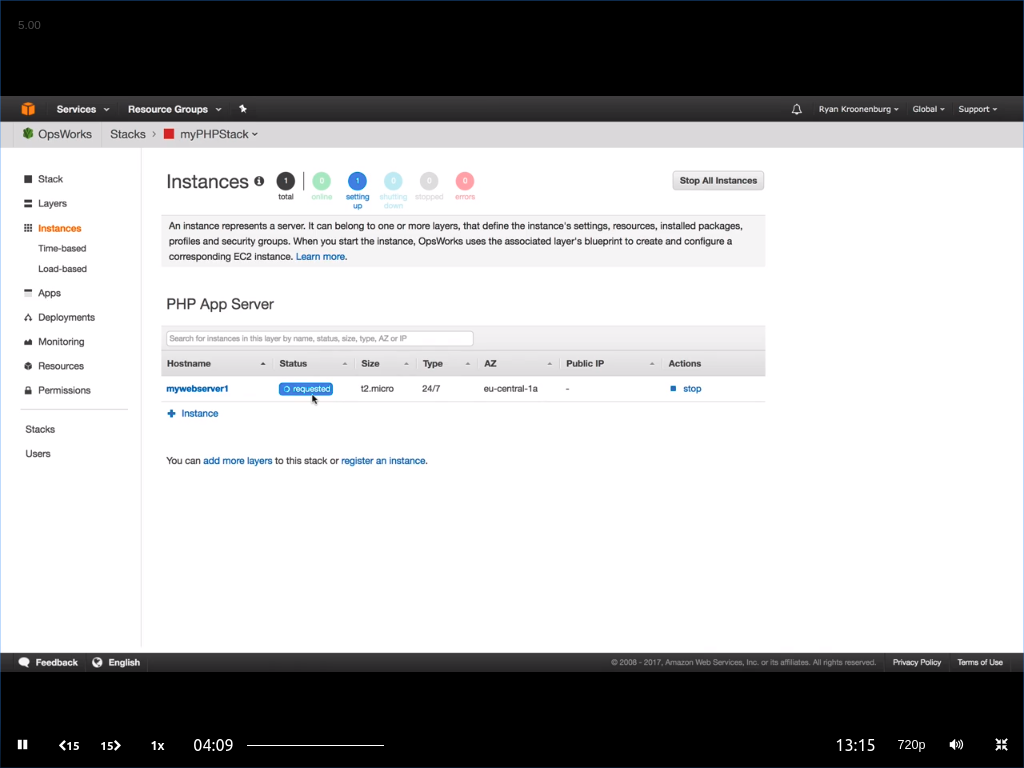 5.00
Services Resource Groups Ryan Kroonenburg Global Support
OpsWorks Stacks myPHPStack
Stack
Layers
Instances
Time-based
Load-based
Apps
Deployments
Monitoring
Resources
Permissions
Stacks
Users
Instances
1 total
0 online
1 setting up
0 shutting down
0 stopped
0 errors
Stop All Instances
An instance represents a server. It can belong to one or more layers, that define the instance's settings, resources, installed packages,
profiles and security groups. When you start the instance, OpsWorks uses the associated layer's blueprint to create and configure a
corresponding EC2 instance. Learn more.
PHP App Server
Search for instances in this layer by name, status, size, type, AZ or IP
Hostname Status Size Type AZ Public IP Actions
mywebserver1 requested t2.micro 24/7 eu-central-1a - stop
Instance
You can add more layers to this stack or register an instance.
Feedback English © 2008 - 2017, Amazon Web Services, Inc. or its affiliates. All rights reserved. Privacy Policy Terms of Use
15 15 1x 04:09 13:15 720p